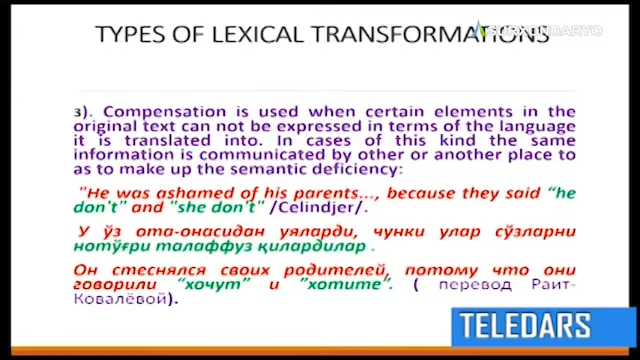 SURXONDARYO
TYPES OF LEXICAL TRANSFORMATIONS
3). Compensation is used when certain elements in the
original text can not be expressed in terms of the language
it is translated into. In cases of this kind the same
information is communicated by other or another place to
as to make up the semantic deficiency:
"He was ashamed of his parents..., because they said "he
don't" and "she don't" /Celindjer/.
У ўз ота-онасидан уяларди, чунки улар сўзларни
нотўғри талаффуз қилардилар .
Он стеснялся своих родителей, потому что они
говорили "хочут" и "хотите". ( перевод Раит-
Ковалёвой).
TELEDARS